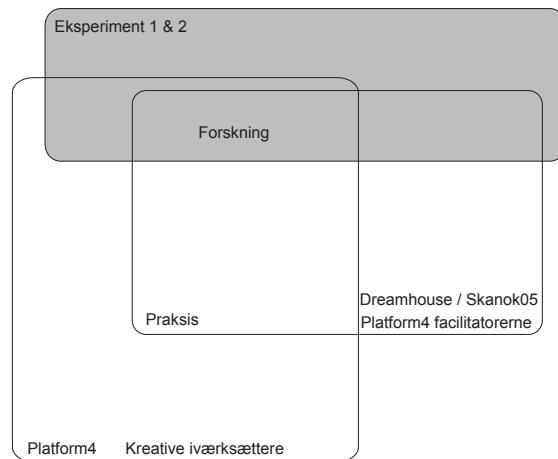 Eksperiment 1 & 2
Forskning
Dreamhouse / Skanok05
Praksis
Platform4 facilitatorerne
Platform4
Kreative iværksættere